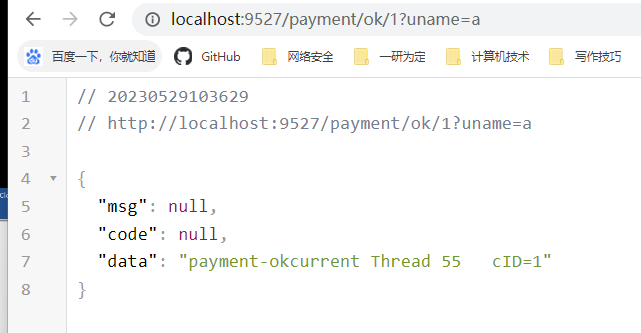 localhost:9527/payment/ok/1?uname=a
百度一下，你就知道 GitHub 网络安全 一研为定 计算机技术 写作技巧
1 // 20230529103629
2 // http://localhost:9527/payment/ok/1?uname=a
3
4 {
5 "msg": null,
6 "code": null,
7 "data": "payment-okcurrent Thread 55   cID=1"
8 }